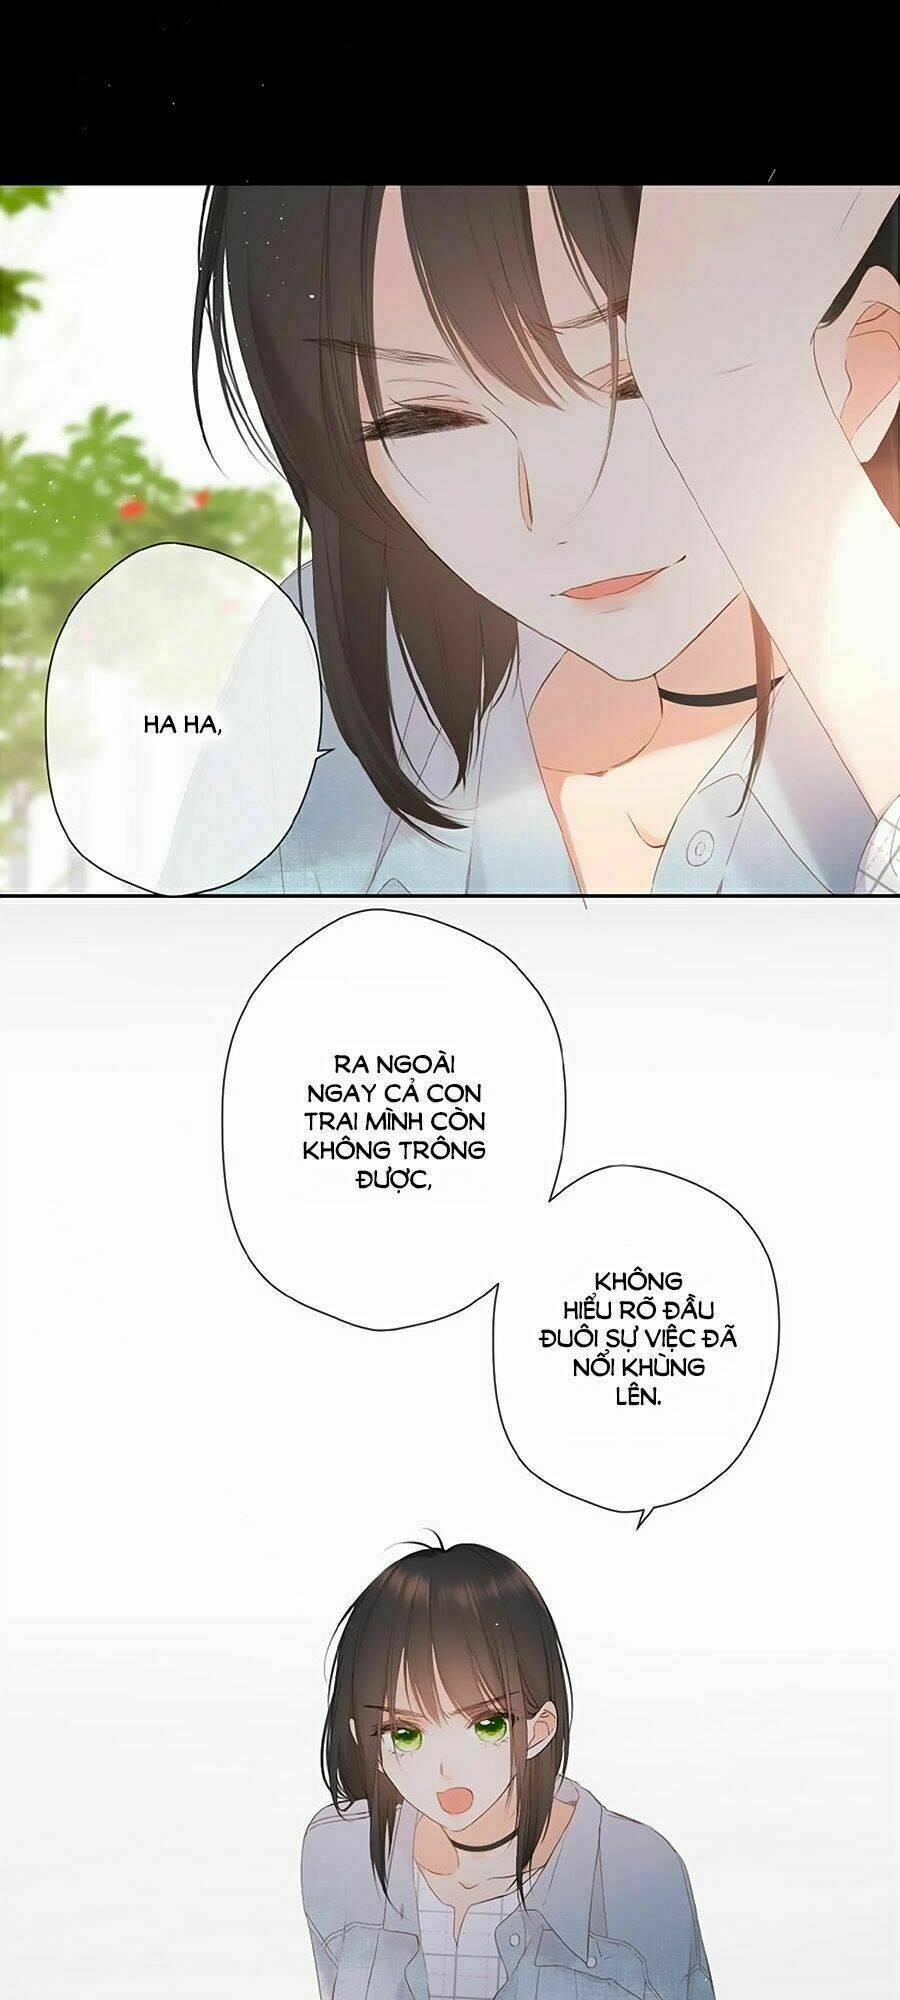 HA HA,
RA NGOÀI
NGAY CẢ CON
TRAI MÌNH CÒN
KHÔNG TRÔNG
ĐƯỢC,
KHÔNG
HIỂU RÕ ĐẦU
ĐUÔI SỰ VIỆC ĐÃ
NỔI KHÙNG
LÊN.